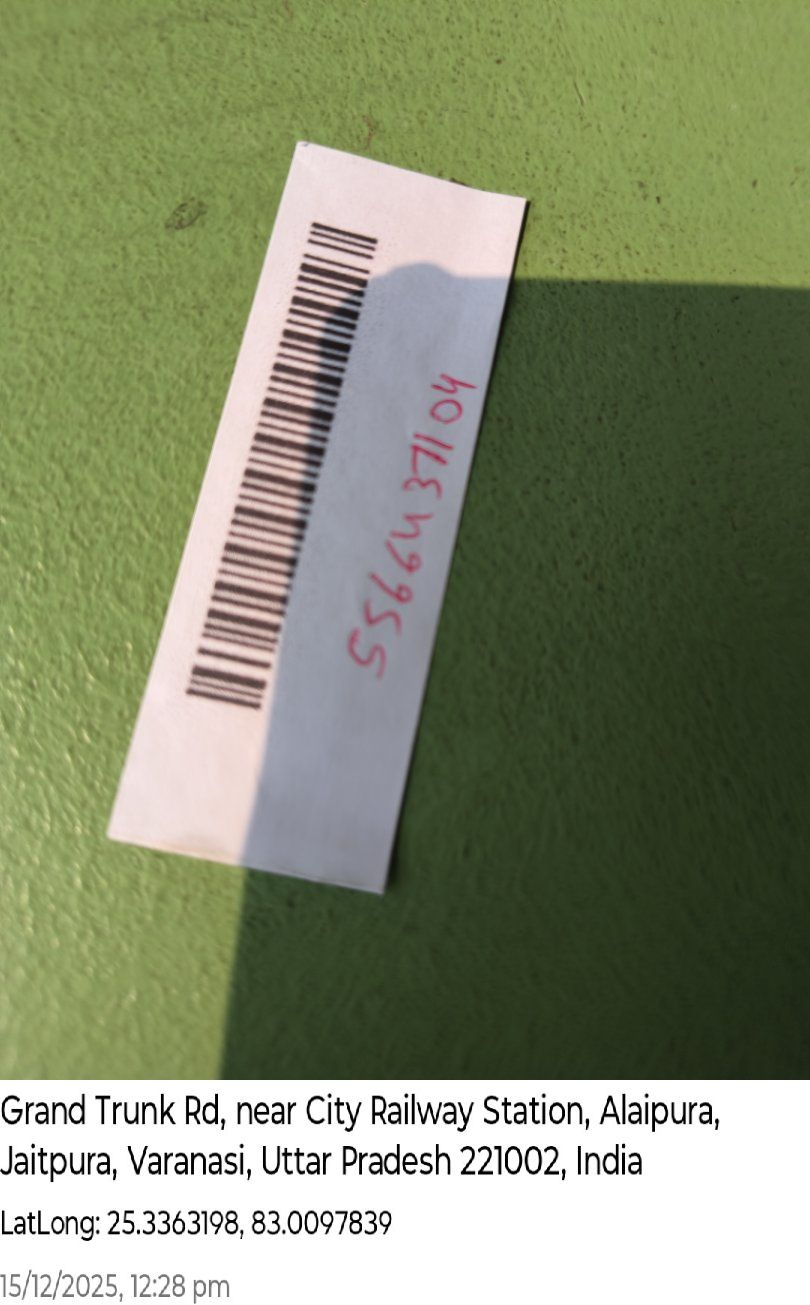 5566437104
Grand Trunk Rd, near City Railway Station, Alaipura,
Jaitpura, Varanasi, Uttar Pradesh 221002, India
LatLong: 25.3363198, 83.0097839
15/12/2025, 12:28 pm